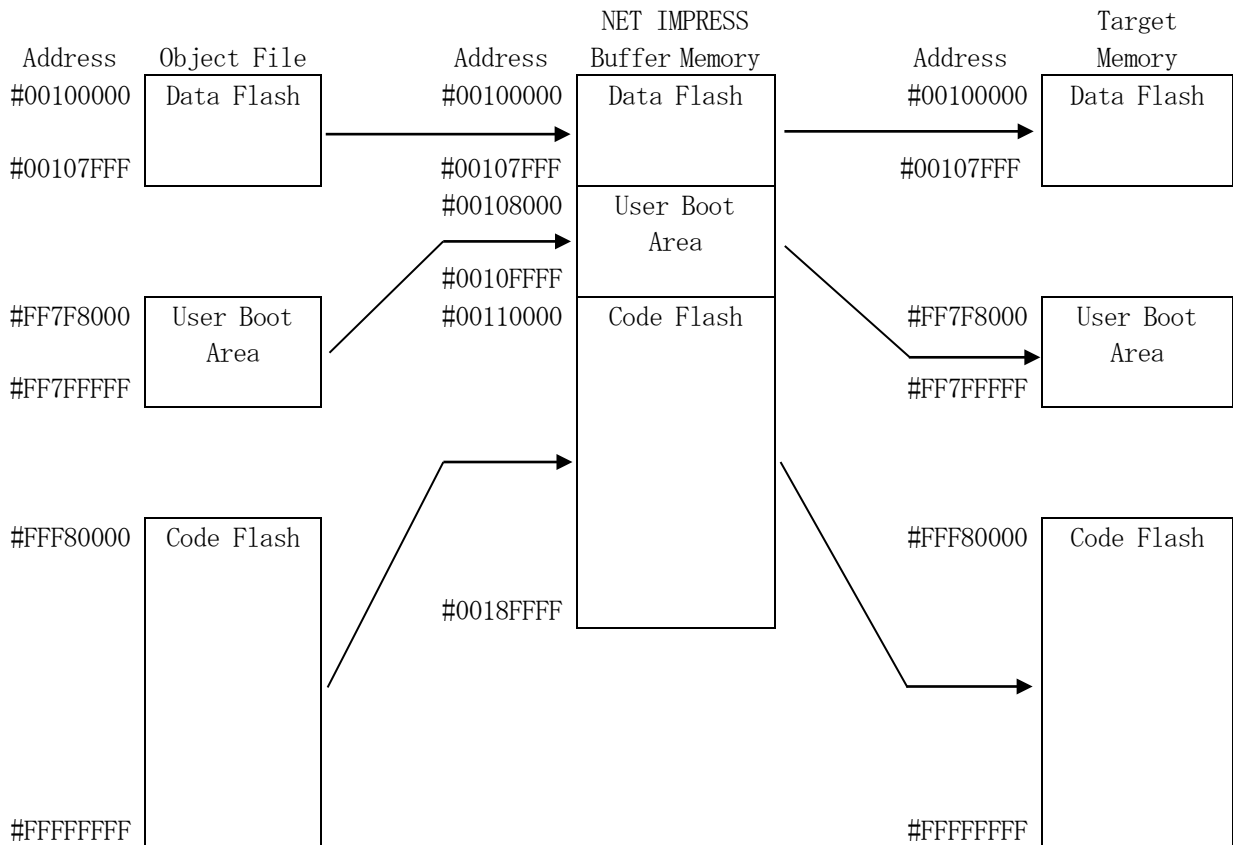 NET IMPRESS Target
Address Object File Address Buffer Memory Address Memory
#00100000 Data Flash #00100000 Data Flash #00100000 Data Flash
#00107FFF #00107FFF #00107FFF
#00108000 User Boot
Area
#0010FFFF
#FF7F8000 User Boot #00110000 Code Flash #FF7F8000 User Boot
Area Area
#FF7FFFFF #FF7FFFFF
#FFF80000 Code Flash #FFF80000 Code Flash
#0018FFFF
#FFFFFFFF #FFFFFFFF